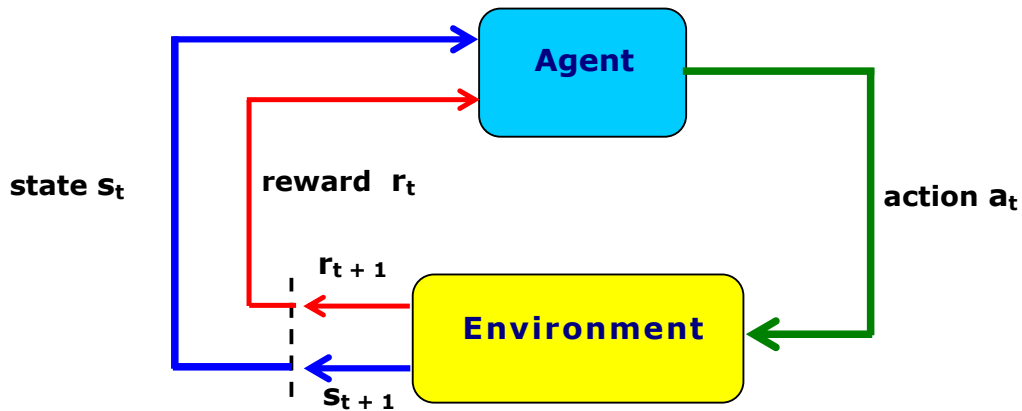 Agent
state sₜ
reward rₜ
action aₜ
rₜ₊₁
Environment
sₜ₊₁